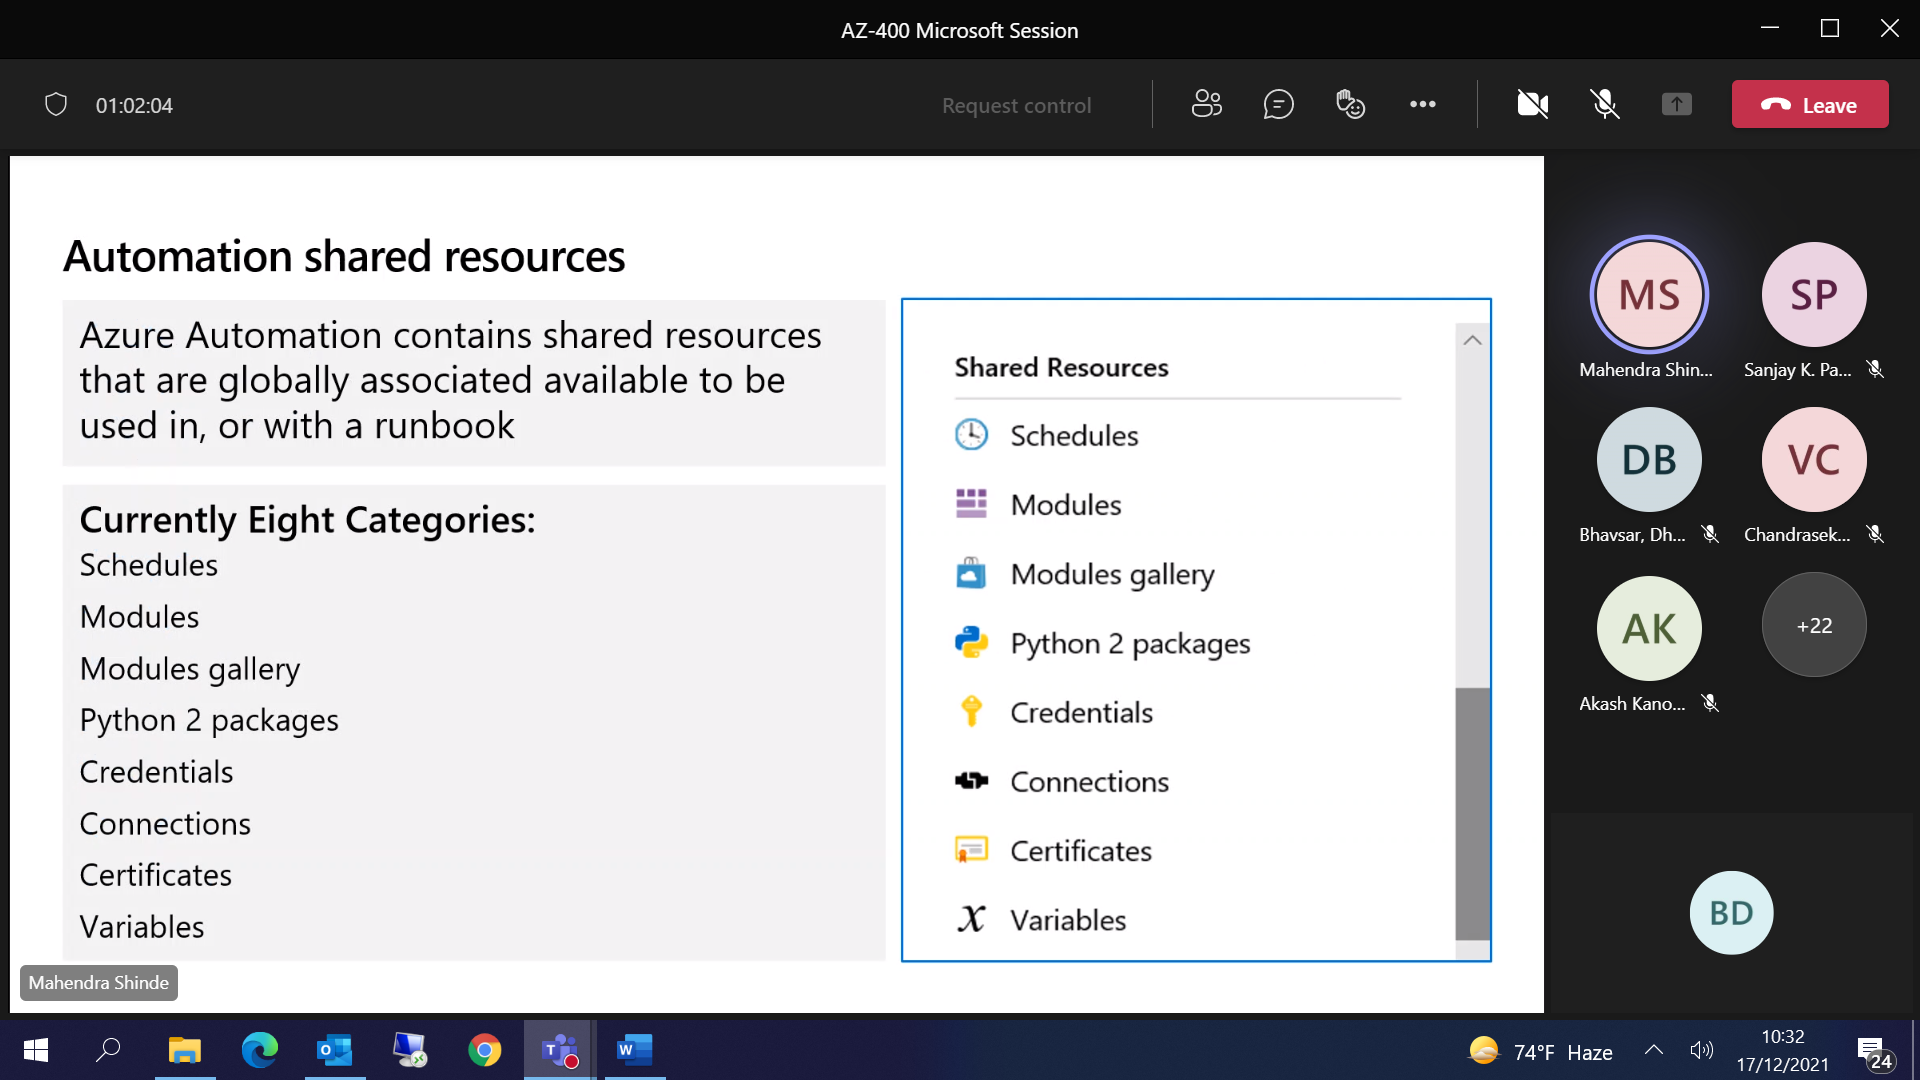 AZ-400 Microsoft Session
01:02:04
Request control
Leave
Automation shared resources
Azure Automation contains shared resources
that are globally associated available to be
used in, or with a runbook
Currently Eight Categories:
Schedules
Modules
Modules gallery
Python 2 packages
Credentials
Connections
Certificates
Variables
Shared Resources
Schedules
Modules
Modules gallery
Python 2 packages
Credentials
Connections
Certificates
x Variables
Mahendra Shinde
MS
Mahendra Shin...
SP
Sanjay K. Pa...
DB
Bhavsar, Dh...
VC
Chandrasek...
AK
Akash Kano...
+22
BD
74°F Haze
10:32
17/12/2021
24